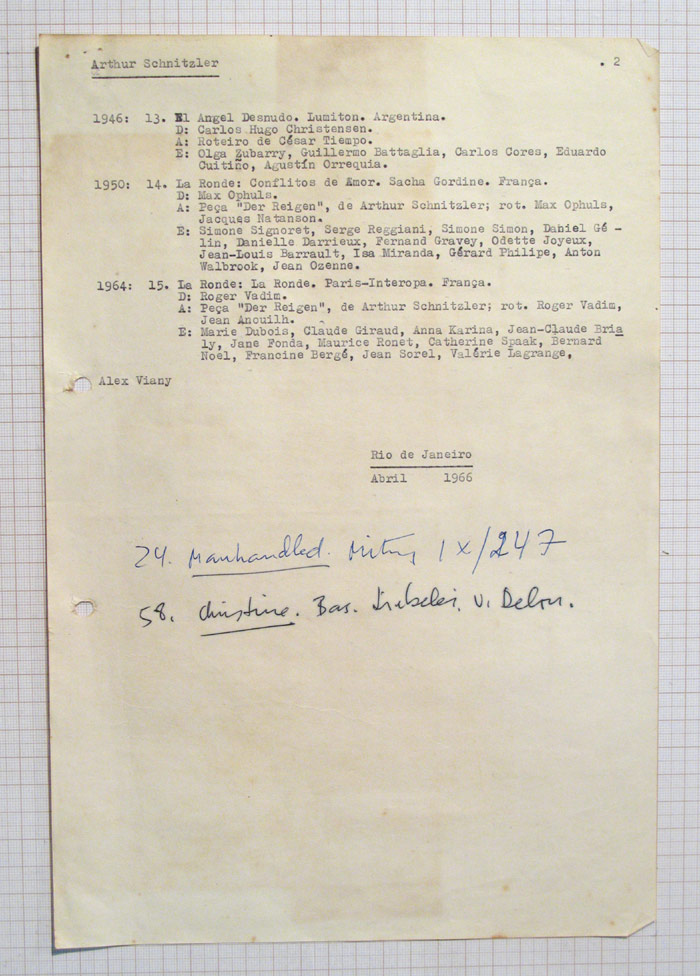 Arthur Schnitzler . 2
1946: 13. El Angel Desnudo. Lumiton. Argentina.
D: Carlos Hugo Christensen.
A: Roteiro de César Tiempo.
E: Olga Zubarry, Guillermo Battaglia, Carlos Cores, Eduardo
Cuitiño, Agustín Orrequia.
1950: 14. La Ronde: Conflitos de Amor. Sacha Gordine. França.
D: Max Ophuls.
A: Peça "Der Reigen", de Arthur Schnitzler; rot. Max Ophuls,
Jacques Natanson.
E: Simone Signoret, Serge Reggiani, Simone Simon, Dabiel Gé -
lin, Danielle Darrieux, Fernand Gravey, Odette Joyeux,
Jean-Louis Barrault, Isa Miranda, Gérard Philipe, Anton
Walbrook, Jean Ozenne.
1964: 15. La Ronde: La Ronde. Paris-Interopa. França.
D: Roger Vadim.
A: Peça "Der Reigen", de Arthur Schnitzler; rot. Roger Vadim,
Jean Anouilh.
E: Marie Dubois, Claude Giraud, Anna Karina, Jean-Claude Bria
ly, Jane Fonda, Maurice Ronet, Catherine Spaak, Bernard
Noel, Francine Bergé, Jean Sorel, Valérie Lagrange,
Alex Viany
Rio de Janeiro
Abril 1966
24. Manhandled. IX/247
58. Christine. Bas. V. Delon.